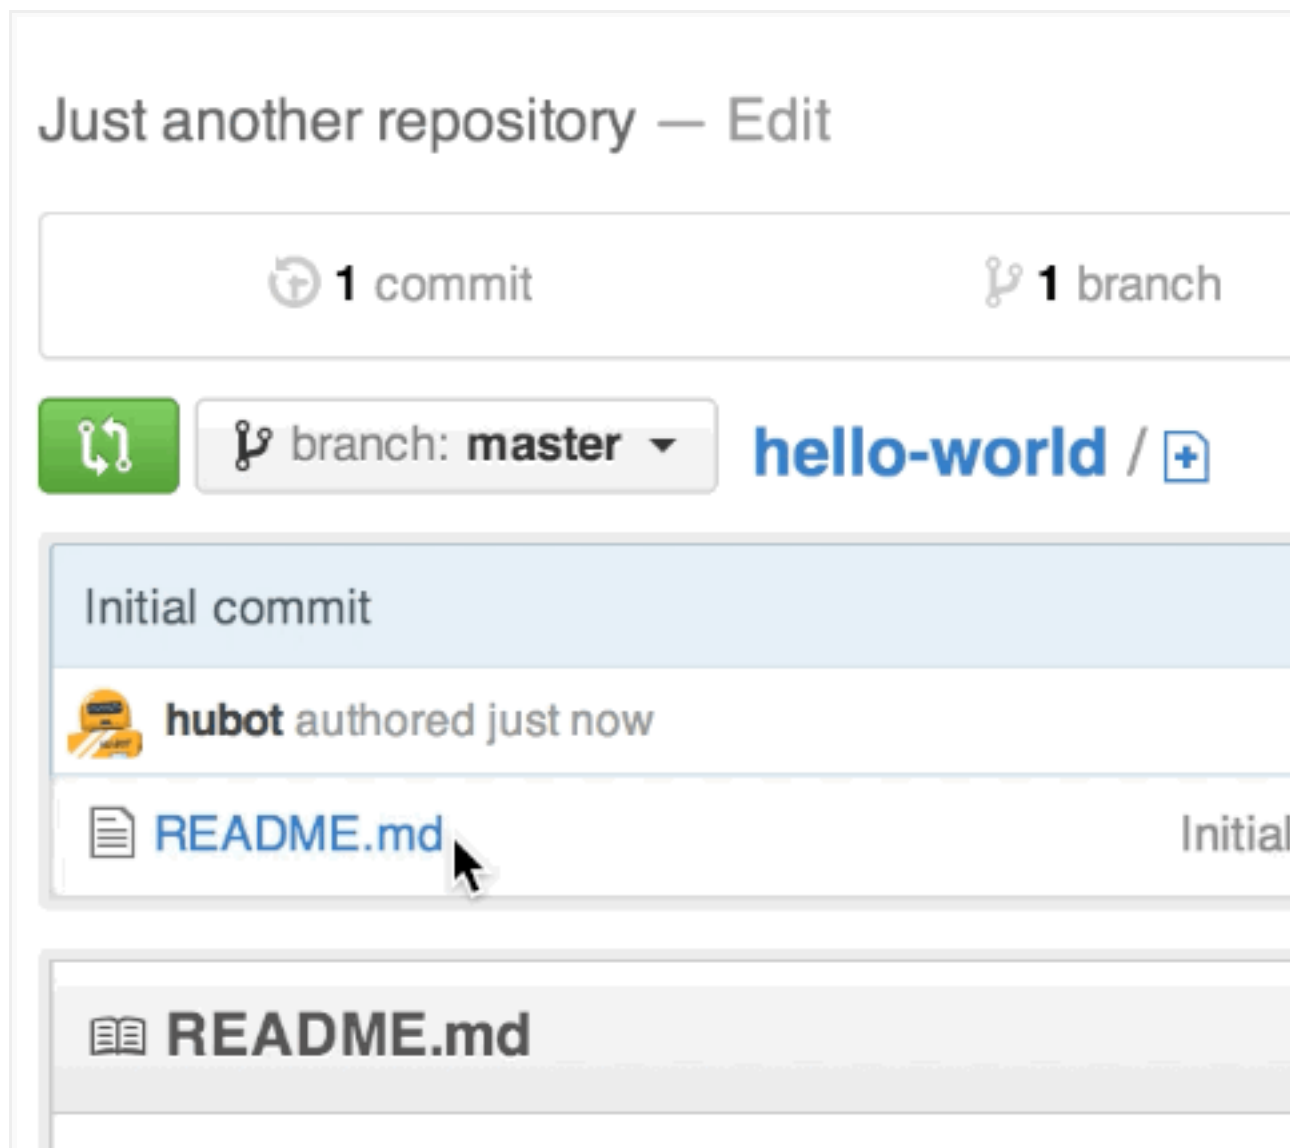 Just another repository — Edit
1 commit 1 branch
branch: master hello-world /
Initial commit
hubot authored just now
README.md Initial
README.md